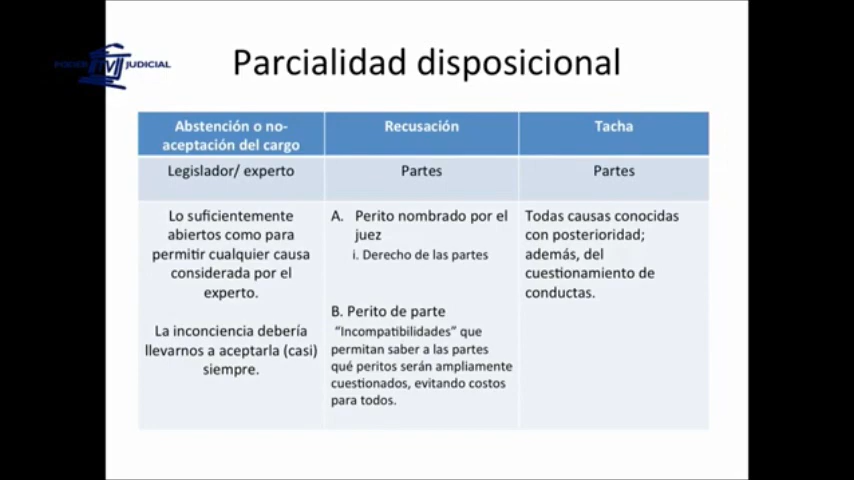 Parcialidad disposicional
PODER JUDICIAL
Abstención o no-
aceptación del cargo
Recusación
Tacha
Legislador/ experto
Partes
Partes
Lo suficientemente
abiertos como para
permitir cualquier causa
considerada por el
experto.
La inconciencia debería
llevarnos a aceptarla (casi)
siempre.
A. Perito nombrado por el
juez
i. Derecho de las partes
B. Perito de parte
“Incompatibilidades” que
permitan saber a las partes
qué peritos serán ampliamente
cuestionados, evitando costos
para todos.
Todas causas conocidas
con posterioridad;
además, del
cuestionamiento de
conductas.